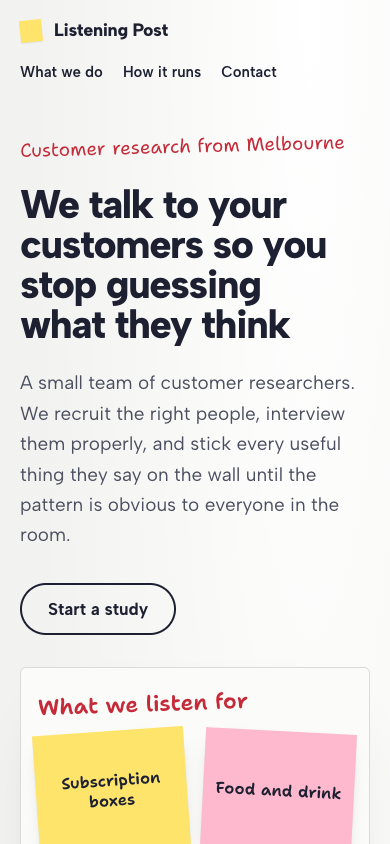 Listening Post
What we do How it runs Contact
Customer research from Melbourne
We talk to your
customers so you
stop guessing
what they think
A small team of customer researchers.
We recruit the right people, interview
them properly, and stick every useful
thing they say on the wall until the
pattern is obvious to everyone in the
room.
Start a study
What we listen for
Subscription
boxes
Food and drink